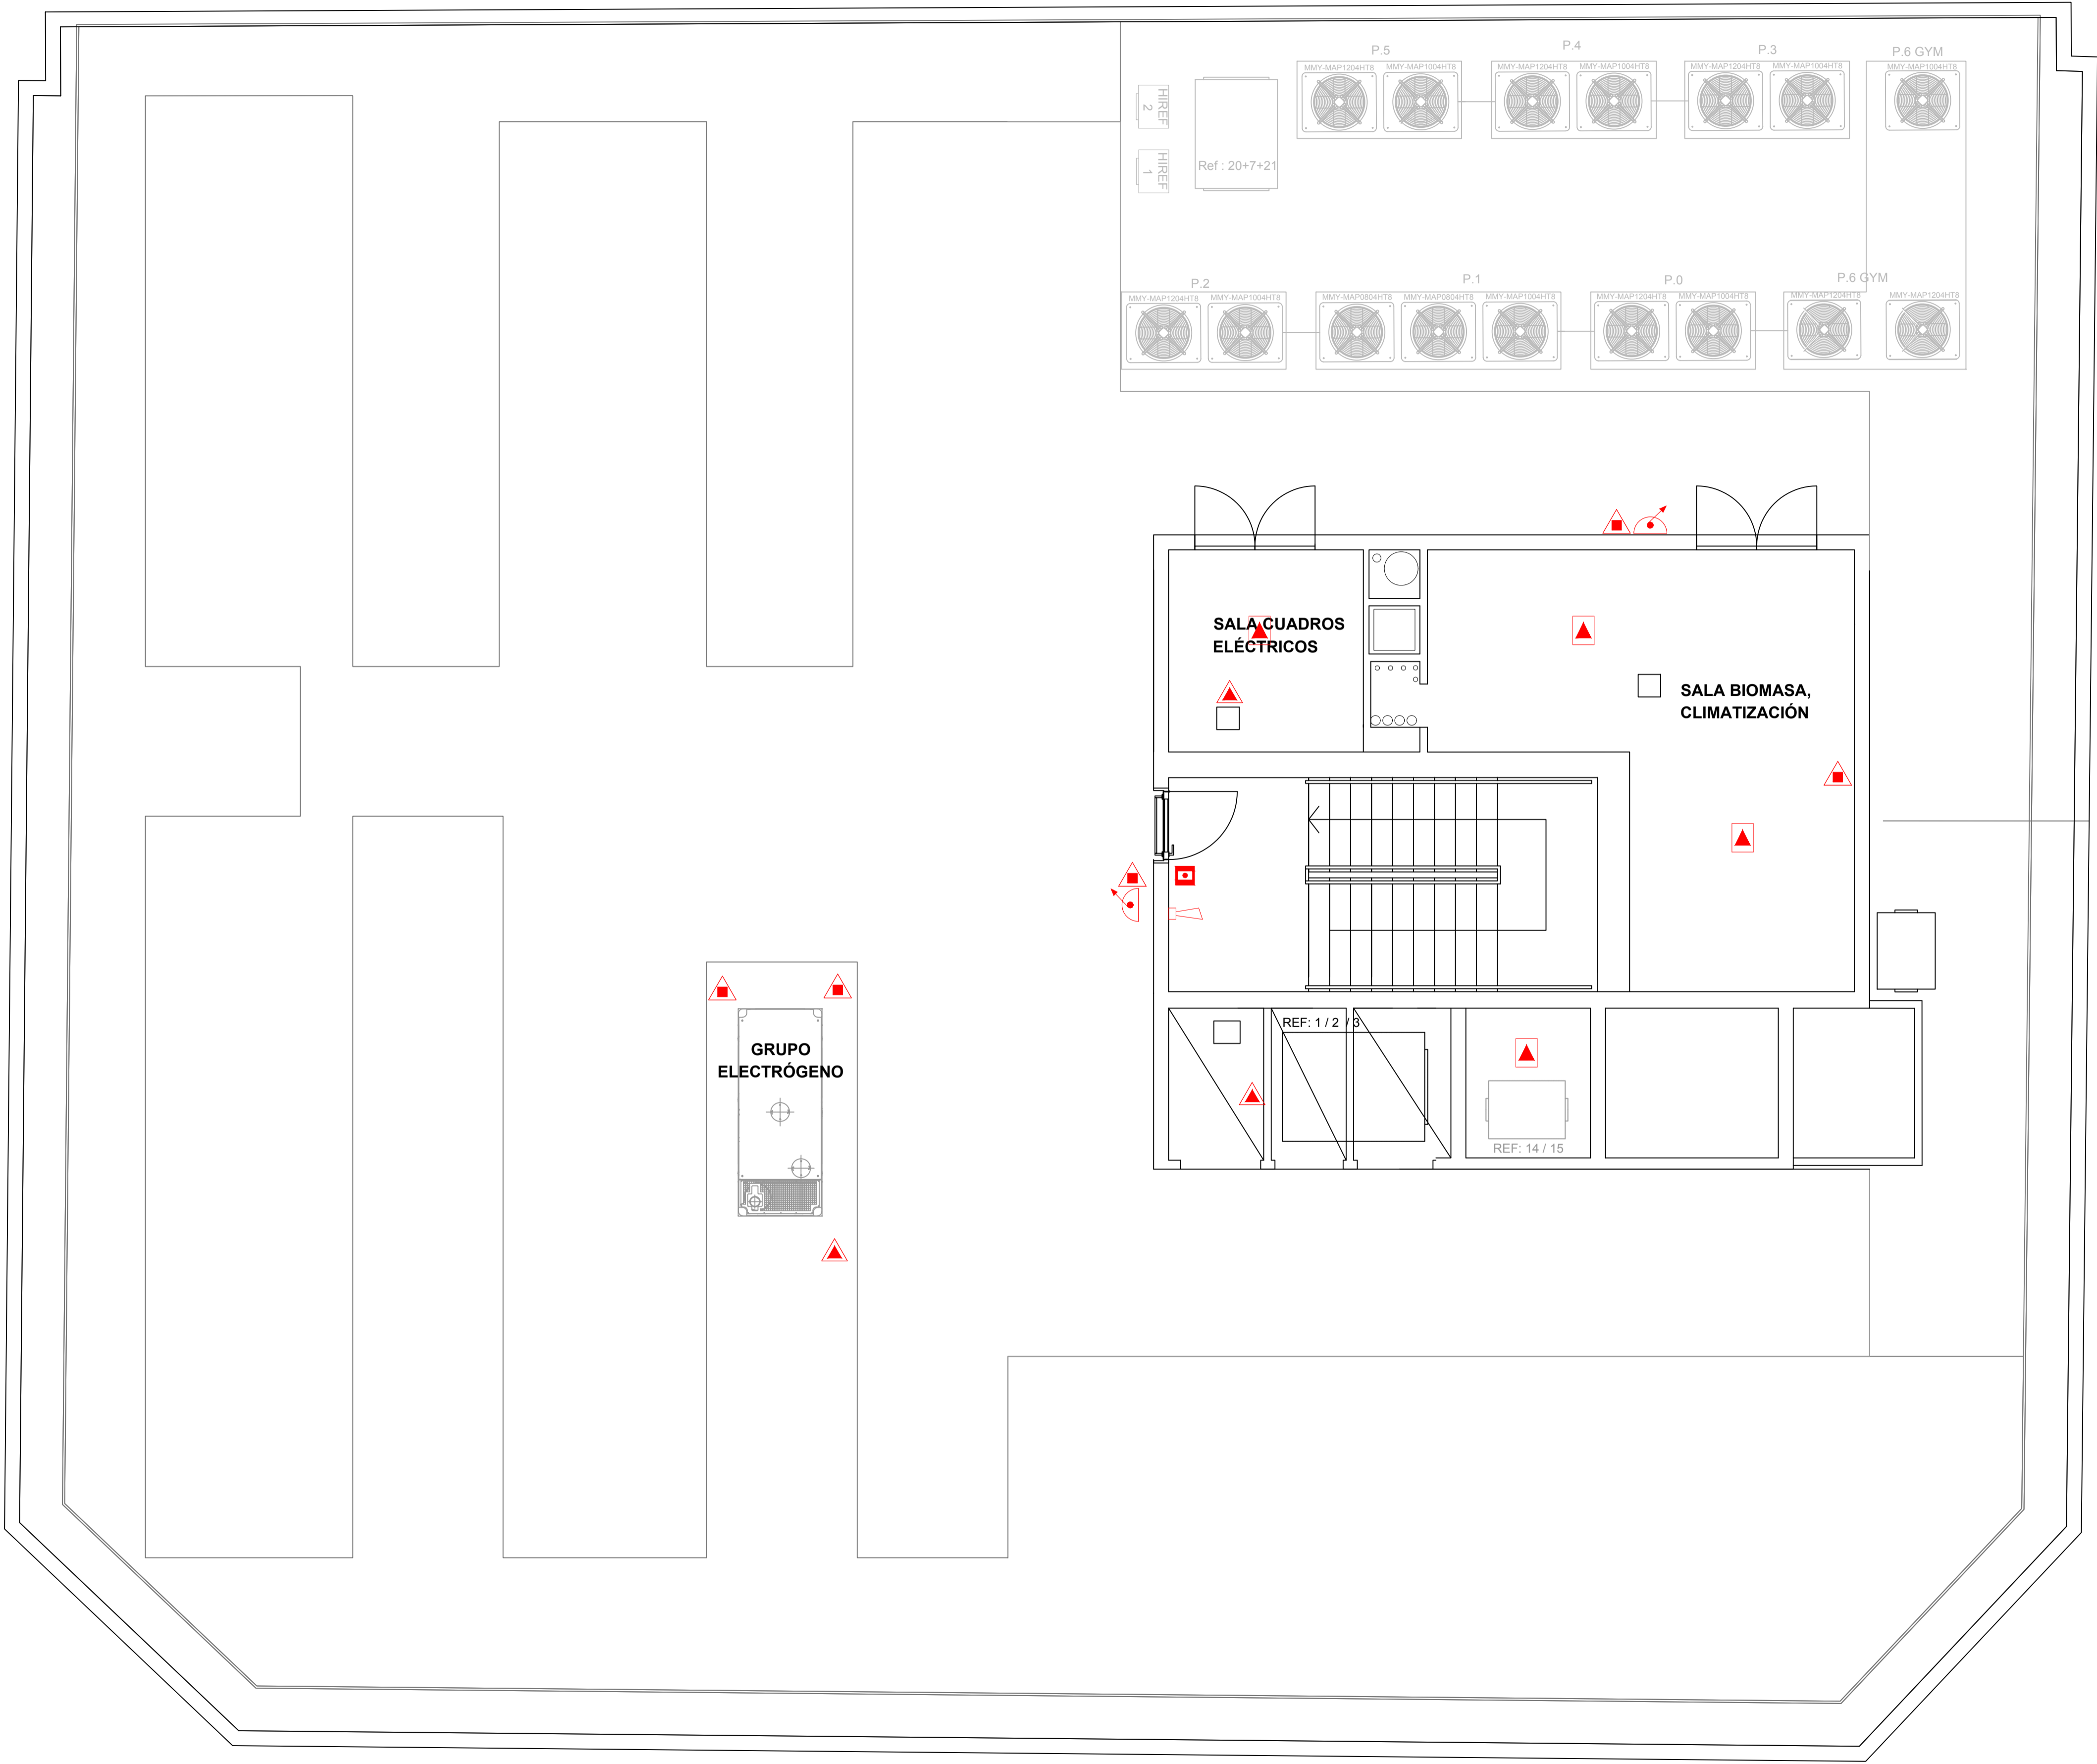 P.5
P.4
P.3
P.6 GYM
MMY-MAP1204HT8
MMY-MAP1004HT8
MMY-MAP1204HT8
MMY-MAP1004HT8
MMY-MAP1204HT8
MMY-MAP1004HT8
MMY-MAP1004HT8
HIREF
2
HIREF
1
Ref : 20+7+21
P.2
P.1
P.0
P.6 GYM
MMY-MAP1204HT8
MMY-MAP1004HT8
MMY-MAP0804HT8
MMY-MAP0804HT8
MMY-MAP1004HT8
MMY-MAP1204HT8
MMY-MAP1004HT8
MMY-MAP1204HT8
MMY-MAP1204HT8
SALA CUADROS
ELÉCTRICOS
SALA BIOMASA,
CLIMATIZACIÓN
REF: 1 / 2 / 3
GRUPO
ELECTRÓGENO
REF: 14 / 15